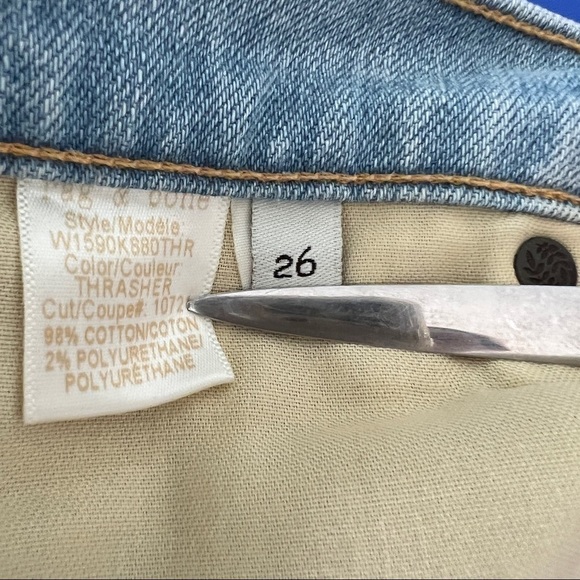 rag & bone
Style/Modèle:
W1590K880THR
Color/Couleur:
THRASHER
Cut/Coupe#: 1072
98% COTTON/COTON
2% POLYURETHANE/
POLYURÉTHANE
26